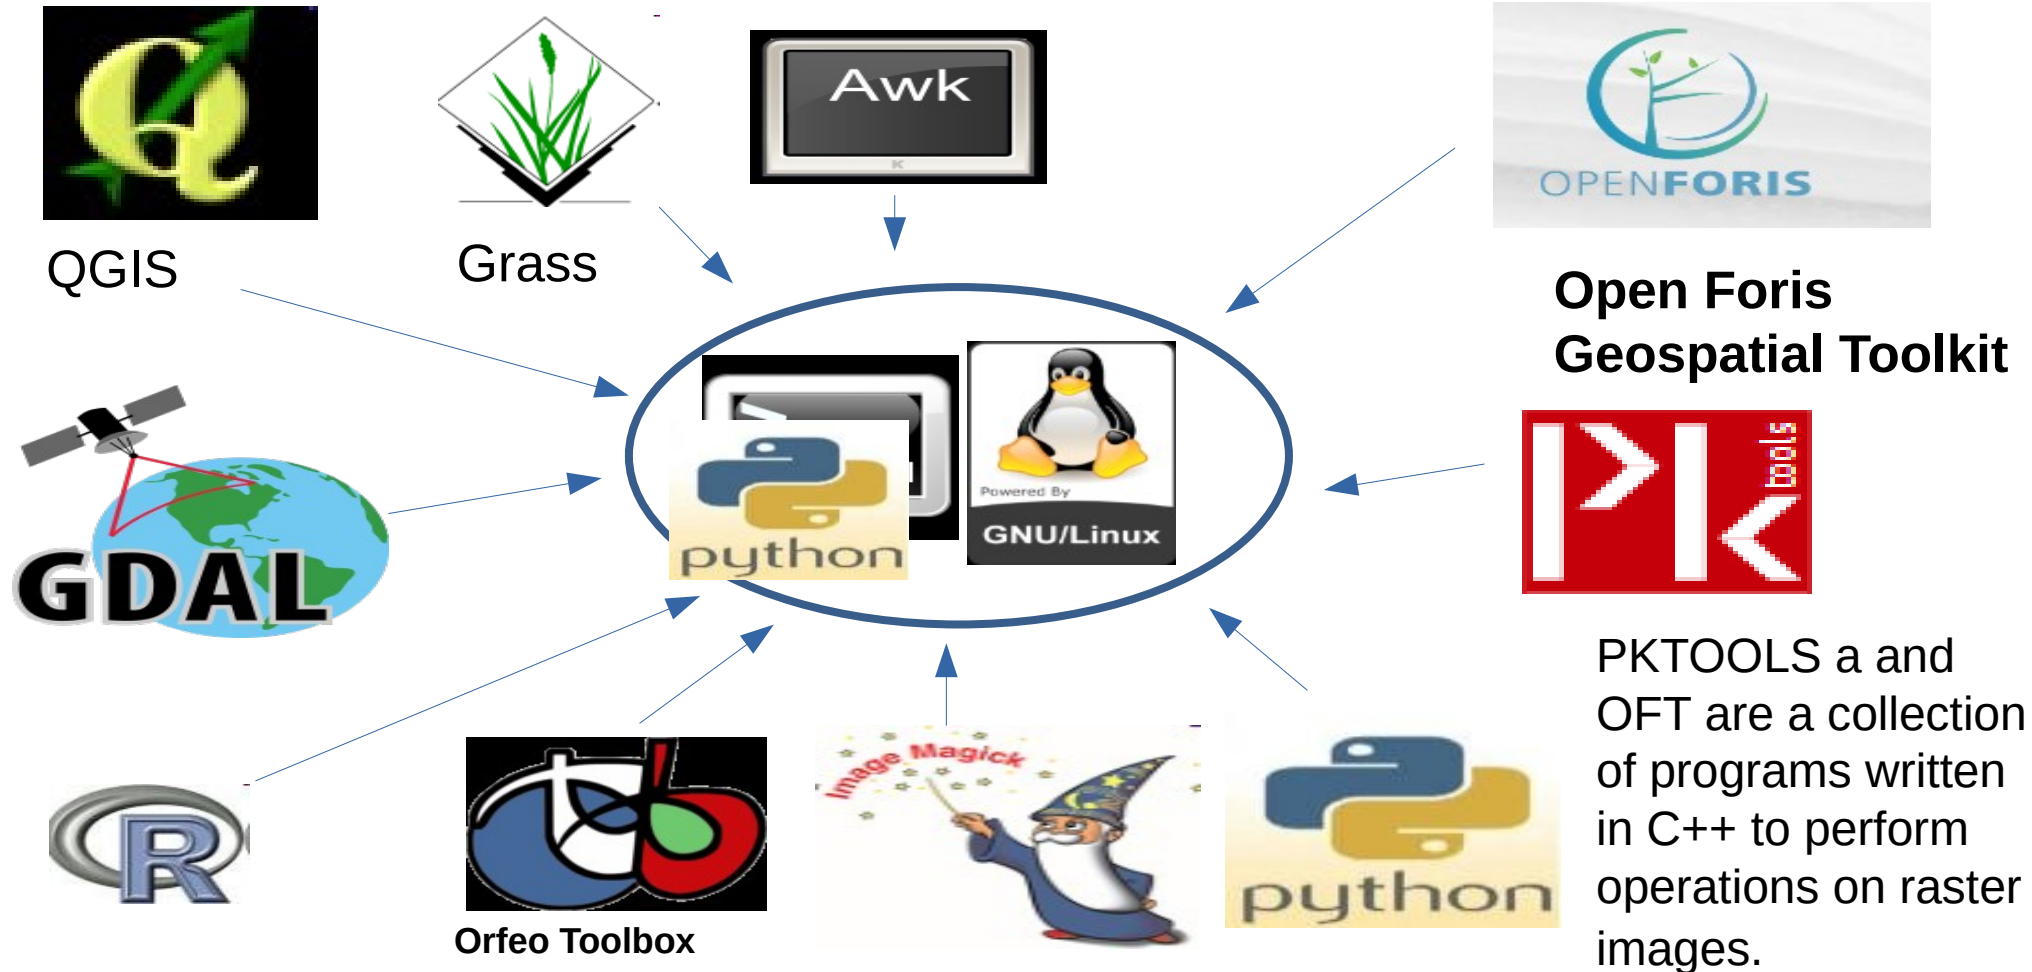 Awk
OPENFORIS
QGIS
Grass
Open Foris
Geospatial Toolkit
GDAL
python
Powered By
GNU/Linux
PK
tools
R
Orfeo Toolbox
Image Magick
python
PKTOOLS a and
OFT are a collection
of programs written
in C++ to perform
operations on raster
images.